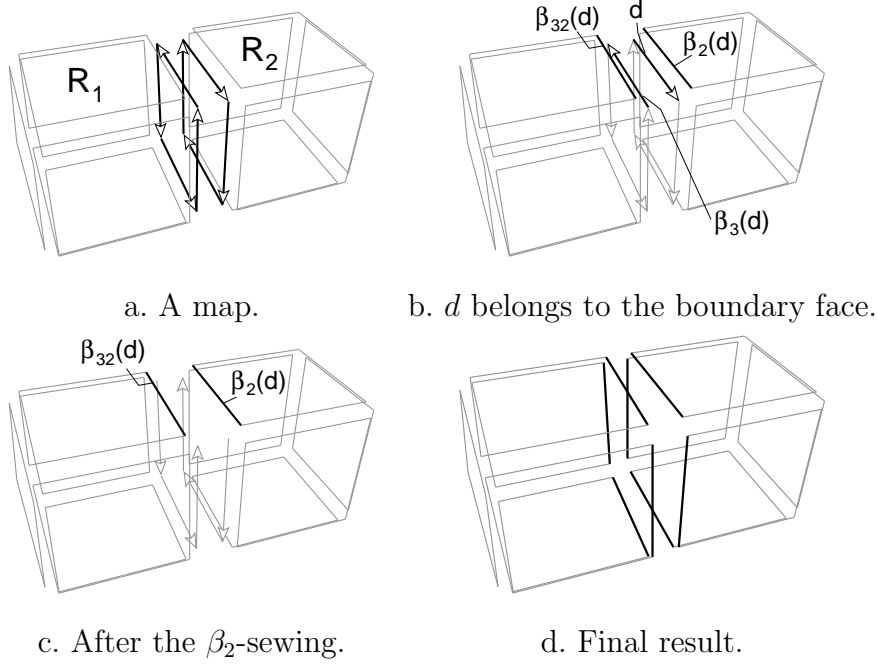 R1 R2
β32(d) d β2(d)
β3(d)
a. A map. b. d belongs to the boundary face.
β32(d) β2(d)
c. After the β2-sewing. d. Final result.